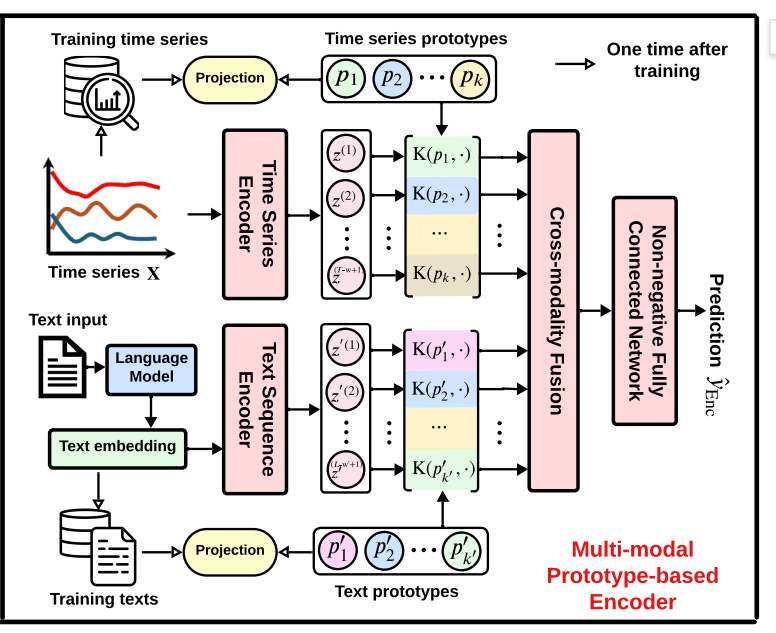 Training time series
Projection
Time series prototypes
p₁ p₂ ··· pₖ
One time after
training
Time series X
Time Series
Encoder
z⁽¹⁾
z⁽²⁾
⋮
z⁽ᵀ⁻ʷ⁺¹⁾
K(p₁, ·)
K(p₂, ·)
...
K(pₖ, ·)
Cross-modality Fusion
Non-negative Fully
Connected Network
Prediction ŷ_Enc
Text input
Language
Model
Text embedding
Text Sequence
Encoder
z′⁽¹⁾
z′⁽²⁾
⋮
K(p′₁, ·)
K(p′₂, ·)
...
K(p′ₖ′, ·)
Training texts
Projection
p′₁ p′₂ ··· p′ₖ′
Text prototypes
Multi-modal
Prototype-based
Encoder